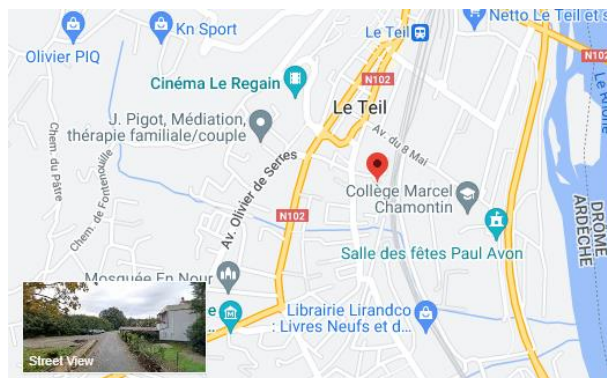 Netto Le Teil et s
Kn Sport
Le Teil
Olivier PIQ
N102
Cinéma Le Regain
Le Teil
J. Pigot, Médiation,
thérapie familiale/couple
Av. du 8 Mai
Chem. du Pâtre
Chem. de Fontenouille
Av. Olivier de Serres
Collège Marcel
Chamontin
N102
Salle des fêtes Paul Avon
Le Rhône
DRÔME
ARDÈCHE
Mosquée En Nour
Librairie Lirandco
: Livres Neufs et d...
Street View